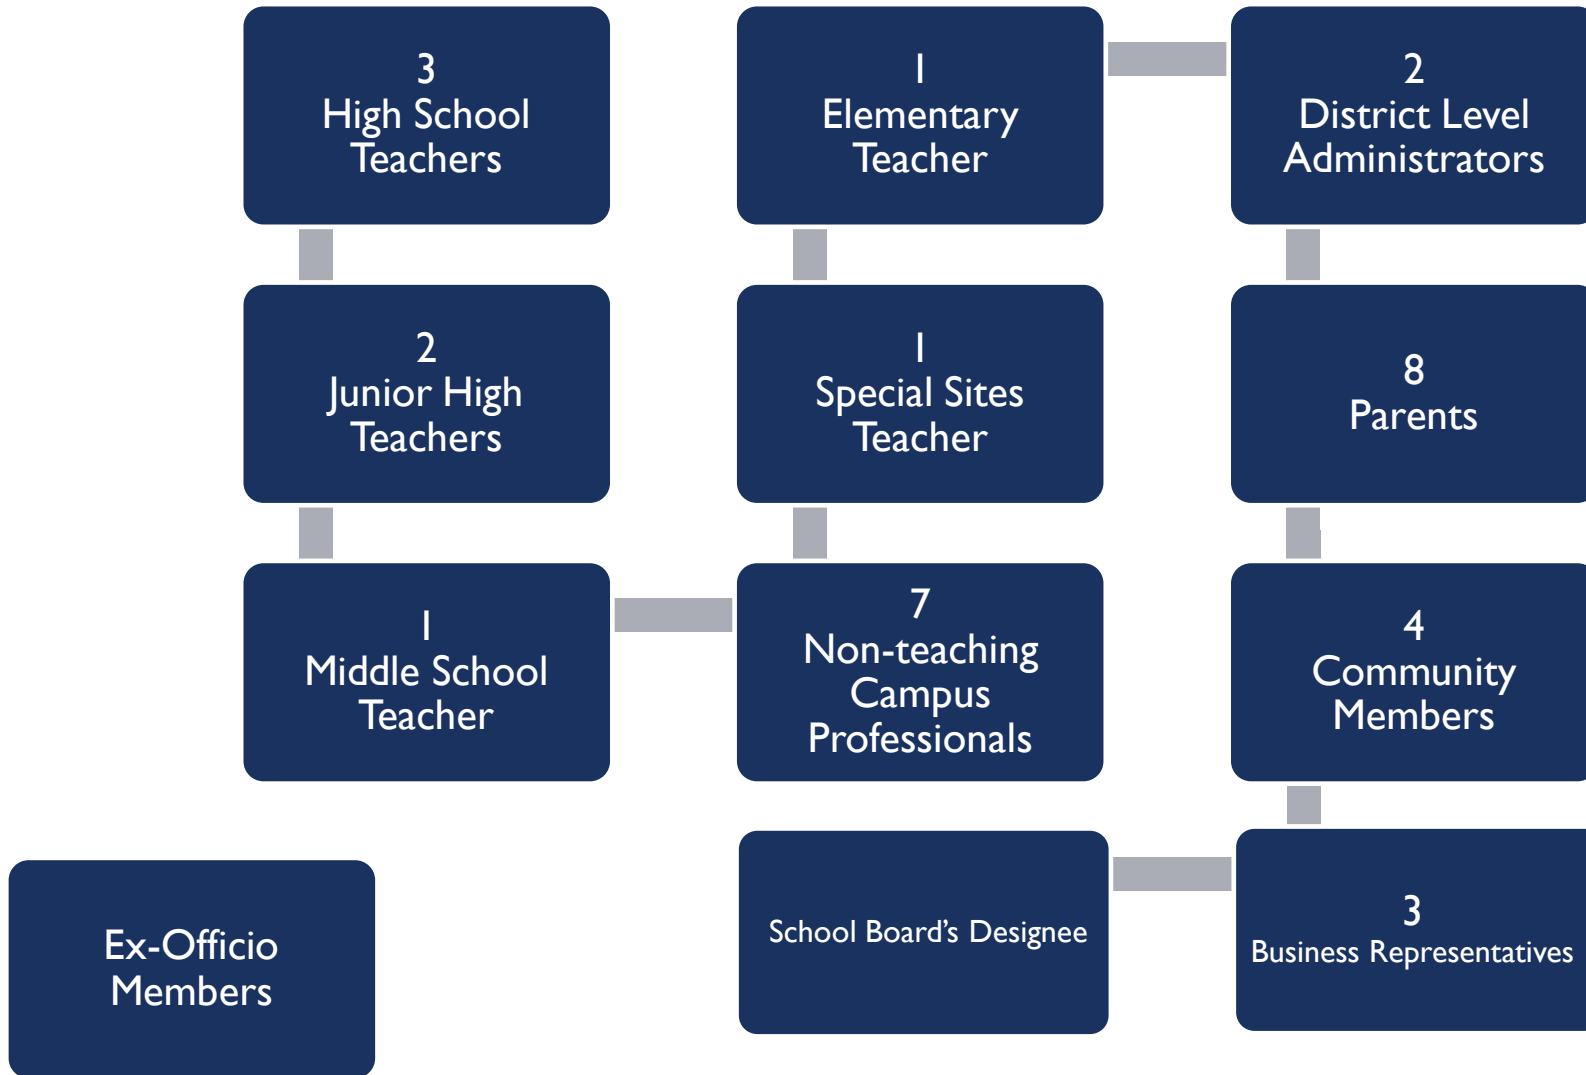 3
High School
Teachers
2
Junior High
Teachers
1
Middle School
Teacher
7
Non-teaching
Campus
Professionals
1
Special Sites
Teacher
1
Elementary
Teacher
2
District Level
Administrators
8
Parents
4
Community
Members
3
Business Representatives
School Board’s Designee
Ex-Officio
Members